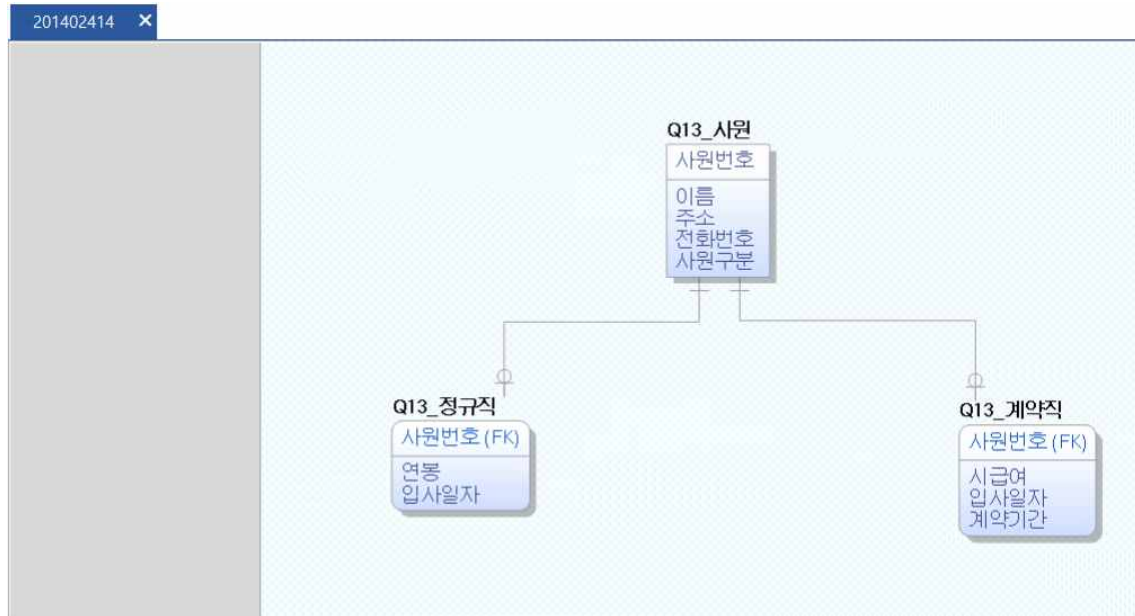 201402414 ×
Q13_사원
사원번호
이름
주소
전화번호
사원구분
Q13_정규직
사원번호(FK)
연봉
입사일자
Q13_계약직
사원번호(FK)
시급여
입사일자
계약기간